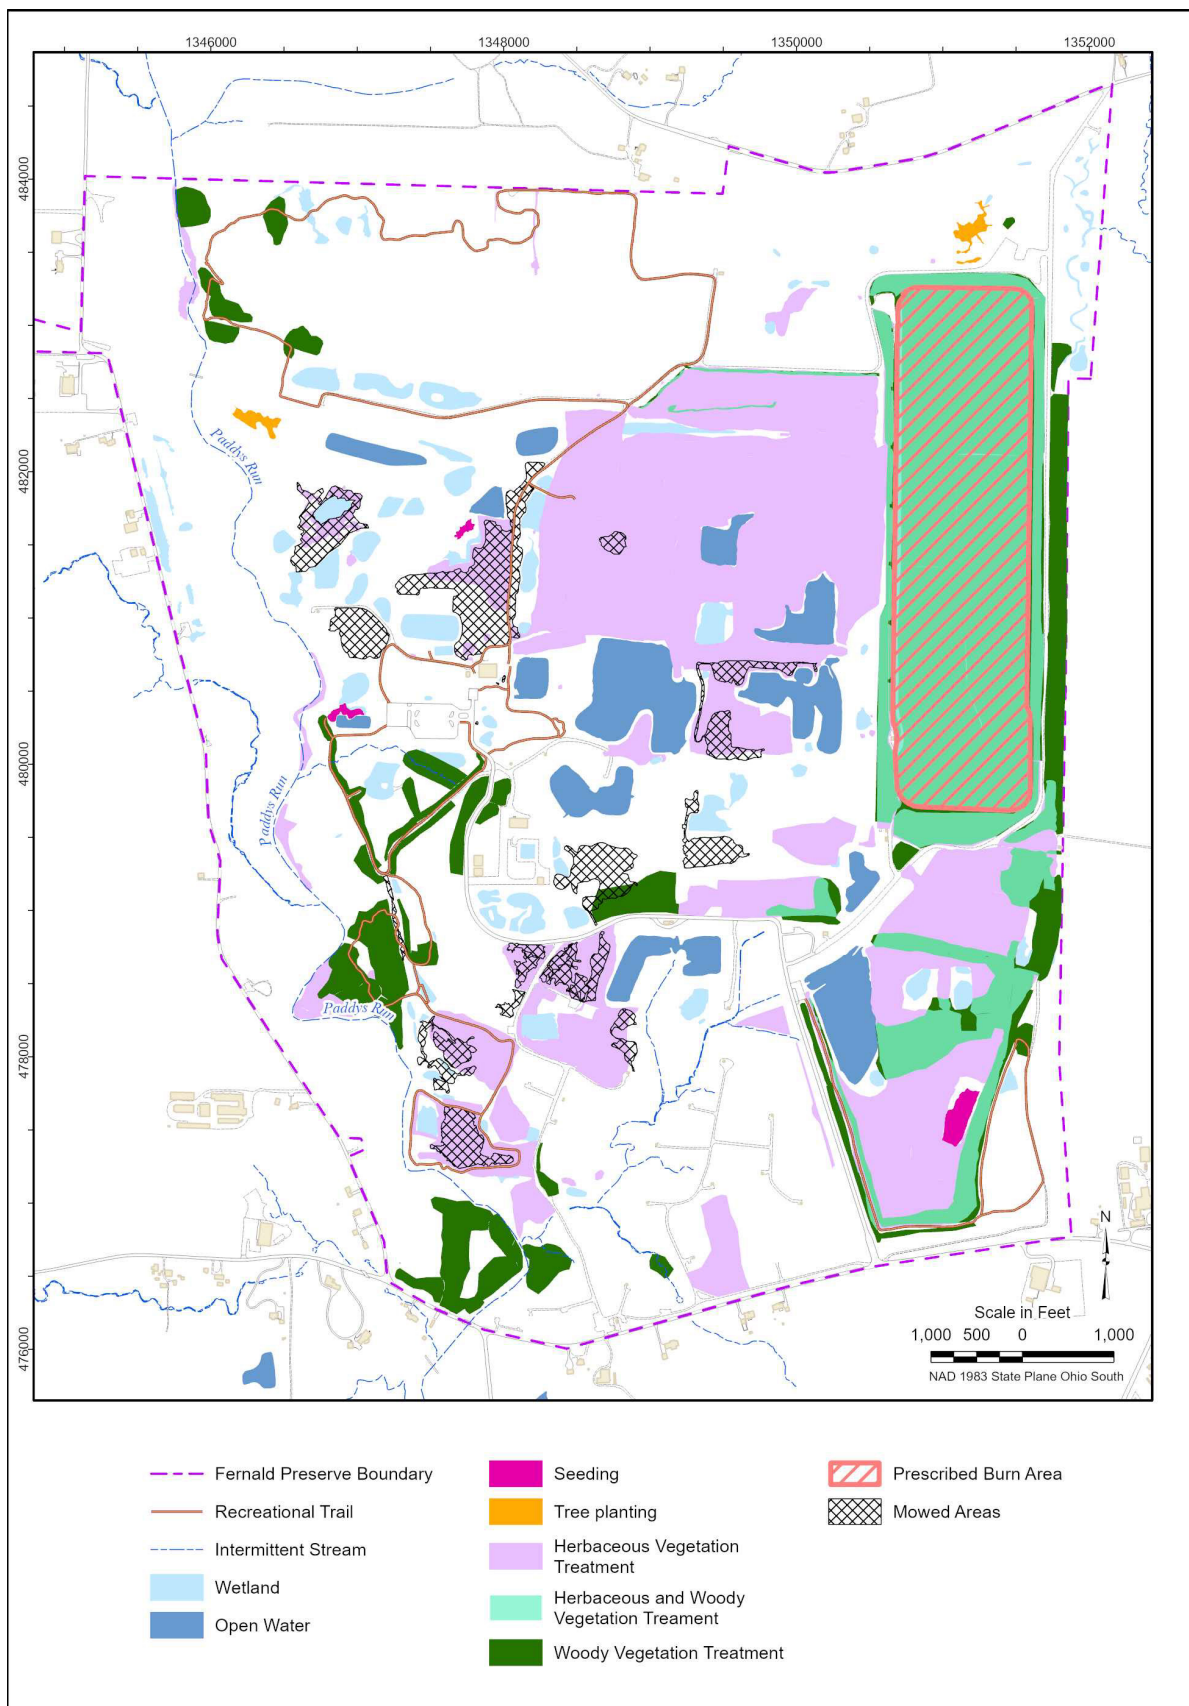 1346000 1348000 1350000 1352000
484000
482000
480000
478000
476000
Paddys Run
Paddys Run
Paddys Run
N
Scale in Feet
1,000 500 0 1,000
NAD 1983 State Plane Ohio South
Fernald Preserve Boundary
Recreational Trail
Intermittent Stream
Wetland
Open Water
Seeding
Tree planting
Herbaceous Vegetation
Treatment
Herbaceous and Woody
Vegetation Treament
Woody Vegetation Treatment
Prescribed Burn Area
Mowed Areas